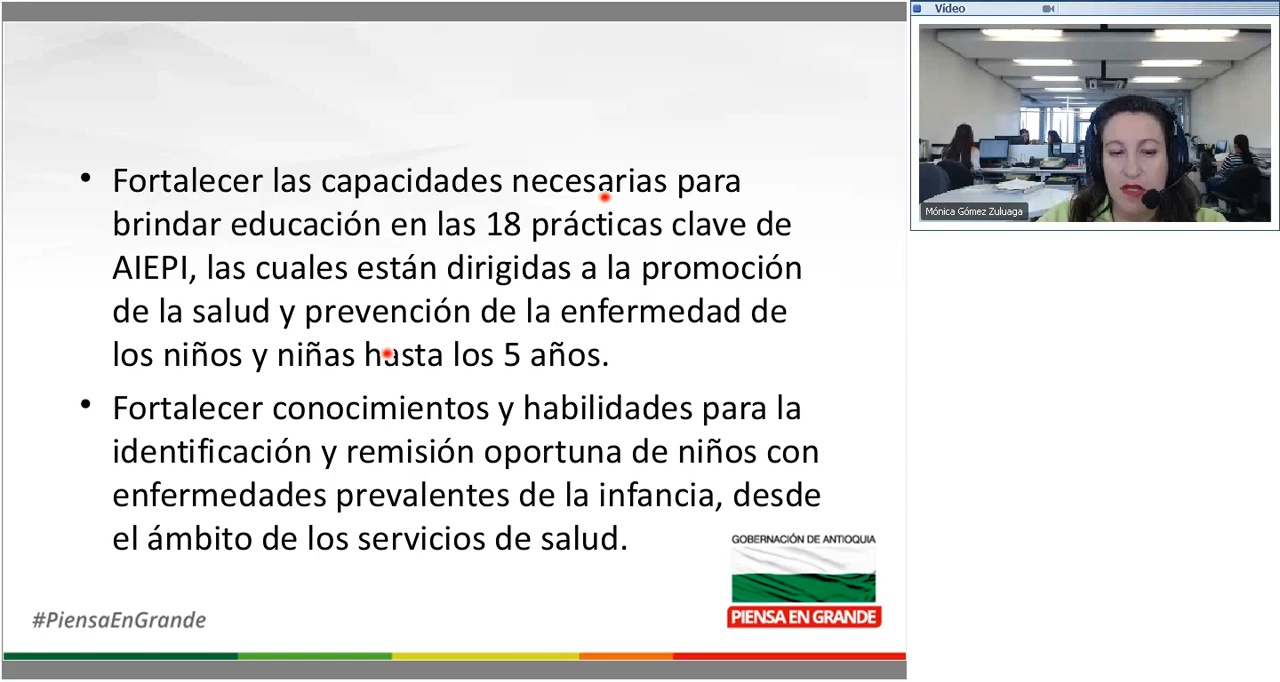 Vídeo
Mónica Gómez Zuluaga
• Fortalecer las capacidades necesarias para
brindar educación en las 18 prácticas clave de
AIEPI, las cuales están dirigidas a la promoción
de la salud y prevención de la enfermedad de
los niños y niñas hasta los 5 años.
• Fortalecer conocimientos y habilidades para la
identificación y remisión oportuna de niños con
enfermedades prevalentes de la infancia, desde
el ámbito de los servicios de salud.
GOBERNACIÓN DE ANTIOQUIA
PIENSA EN GRANDE
#PiensaEnGrande